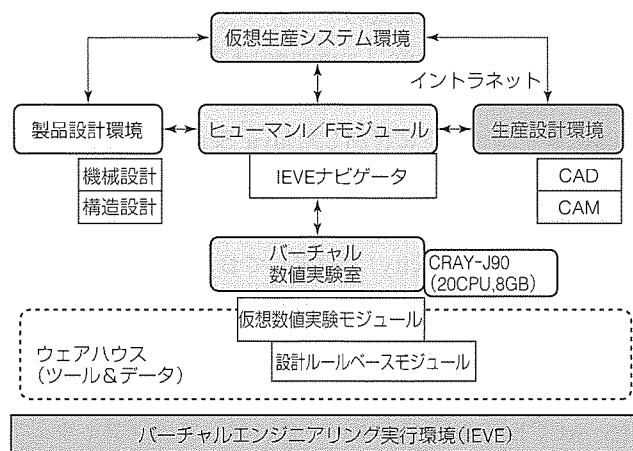 仮想生産システム環境
イントラネット
製品設計環境
ヒューマンI/Fモジュール
生産設計環境
機械設計
構造設計
IEVEナビゲータ
CAD
CAM
バーチャル
数値実験室
CRAY-J90
(20CPU,8GB)
仮想数値実験モジュール
設計ルールベースモジュール
ウェアハウス
(ツール&データ)
バーチャルエンジニアリング実行環境(IEVE)